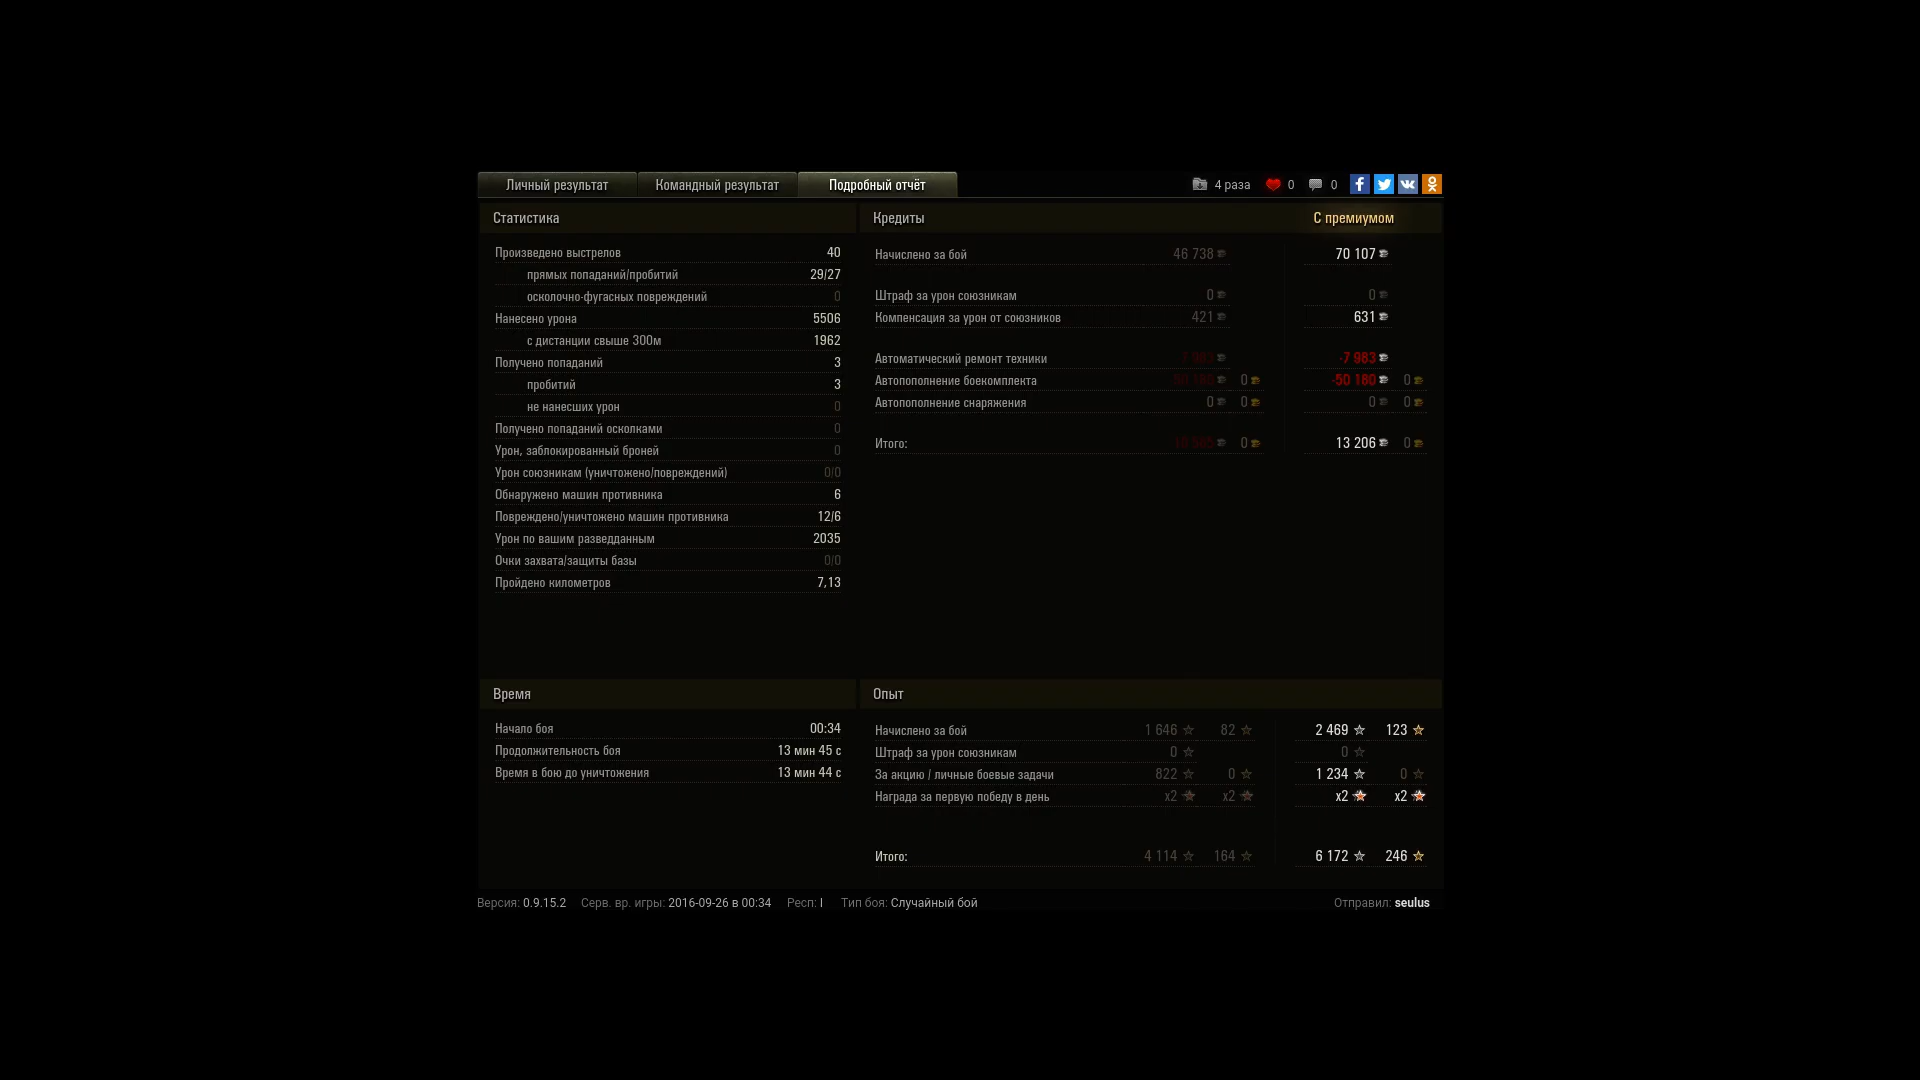 Личный результат Командный результат Подробный отчёт 4 раза 0 0
Статистика
Произведено выстрелов 40
прямых попаданий/пробитий 29/27
осколочно-фугасных повреждений 0
Нанесено урона 5506
с дистанции свыше 300м 1962
Получено попаданий 3
пробитий 3
не нанесших урон 0
Получено попаданий осколками 0
Урон, заблокированный броней 0
Урон союзникам (уничтожено/повреждений) 0/0
Обнаружено машин противника 6
Повреждено/уничтожено машин противника 12/6
Урон по вашим разведданным 2035
Очки захвата/защиты базы 0/0
Пройдено километров 7,13
Кредиты С премиумом
Начислено за бой 46 738 70 107
Штраф за урон союзникам 0 0
Компенсация за урон от союзников 421 631
Автоматический ремонт техники -7 983 -7 983
Автопополнение боекомплекта -50 180 0 -50 180 0
Автопополнение снаряжения 0 0 0 0
Итого: 0 13 206 0
Время
Начало боя 00:34
Продолжительность боя 13 мин 45 с
Время в бою до уничтожения 13 мин 44 с
Опыт
Начислено за бой 1 646 82 2 469 123
Штраф за урон союзникам 0 0
За акцию / личные боевые задачи 822 0 1 234 0
Награда за первую победу в день x2 x2 x2 x2
Итого: 4 114 164 6 172 246
Версия: 0.9.15.2 Серв. вр. игры: 2016-09-26 в 00:34 Респ: I Тип боя: Случайный бой Отправил: seulus